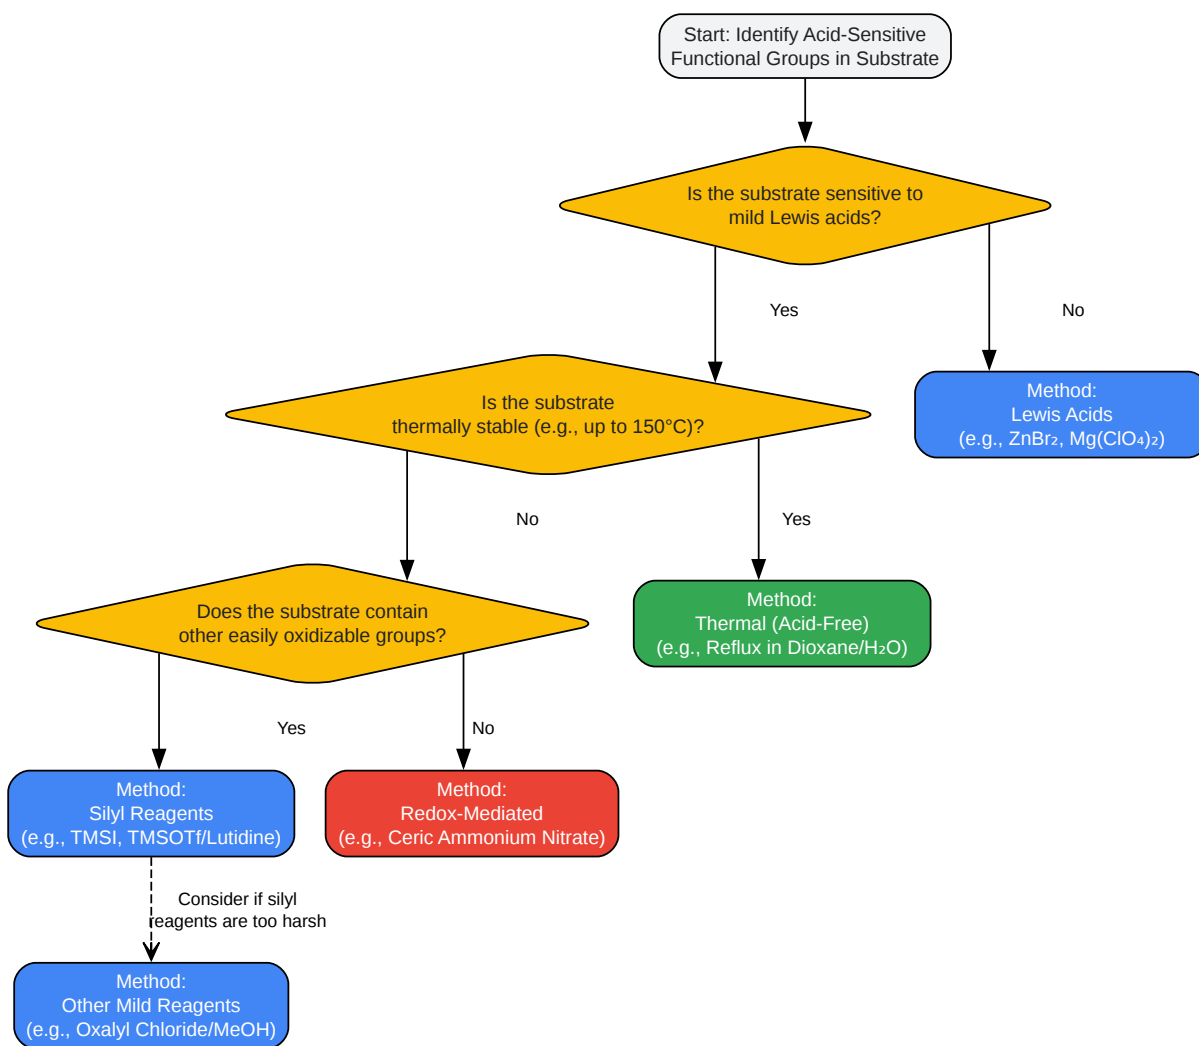 Start: Identify Acid-Sensitive
Functional Groups in Substrate
Is the substrate sensitive to
mild Lewis acids?
Yes
No
Is the substrate
thermally stable (e.g., up to 150°C)?
Method:
Lewis Acids
(e.g., ZnBr₂, Mg(ClO₄)₂)
No
Yes
Does the substrate contain
other easily oxidizable groups?
Method:
Thermal (Acid-Free)
(e.g., Reflux in Dioxane/H₂O)
Yes
No
Method:
Silyl Reagents
(e.g., TMSI, TMSOTf/Lutidine)
Method:
Redox-Mediated
(e.g., Ceric Ammonium Nitrate)
Consider if silyl
reagents are too harsh
Method:
Other Mild Reagents
(e.g., Oxalyl Chloride/MeOH)